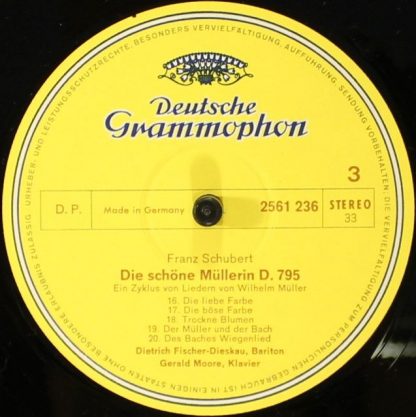 ALLE URHEBER- UND LEISTUNGSSCHUTZRECHTE: BESONDERS VERVIELFÄLTIGUNG, AUFFÜHRUNG, SENDUNG VORBEHALTEN; DIE VERVIELFÄLTIGUNG ZUM PERSÖNLICHEN GEBRAUCH IST IN EINIGEN STAATEN OHNE BESONDERE ERLAUBNIS ZULÄSSIG.
Deutsche
Grammophon
3
D. P. Made in Germany 2561 236 STEREO
33
Franz Schubert
Die schöne Müllerin D. 795
Ein Zyklus von Liedern von Wilhelm Müller
16. Die liebe Farbe
17. Die böse Farbe
18. Trockne Blumen
19. Der Müller und der Bach
20. Des Baches Wiegenlied
Dietrich Fischer-Dieskau, Bariton
Gerald Moore, Klavier